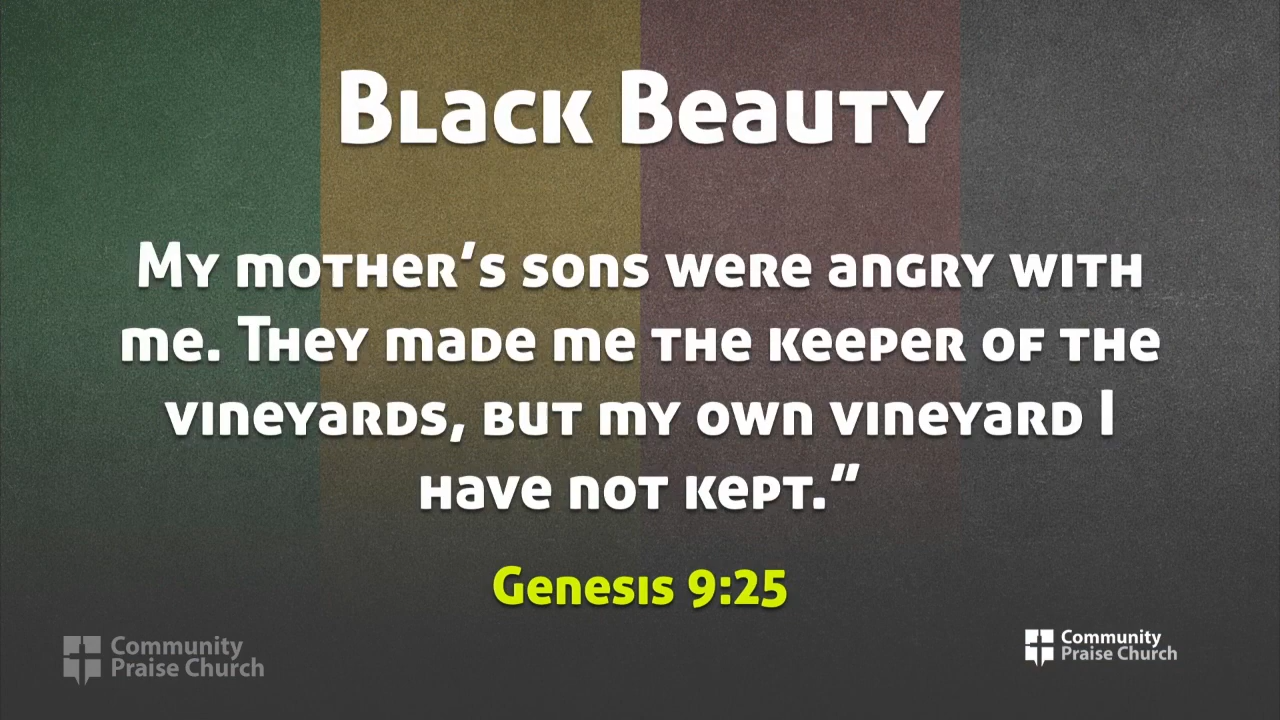 Black Beauty
My mother's sons were angry with
me. They made me the keeper of the
vineyards, but my own vineyard I
have not kept.”
Genesis 9:25
Community
Praise Church
Community
Praise Church